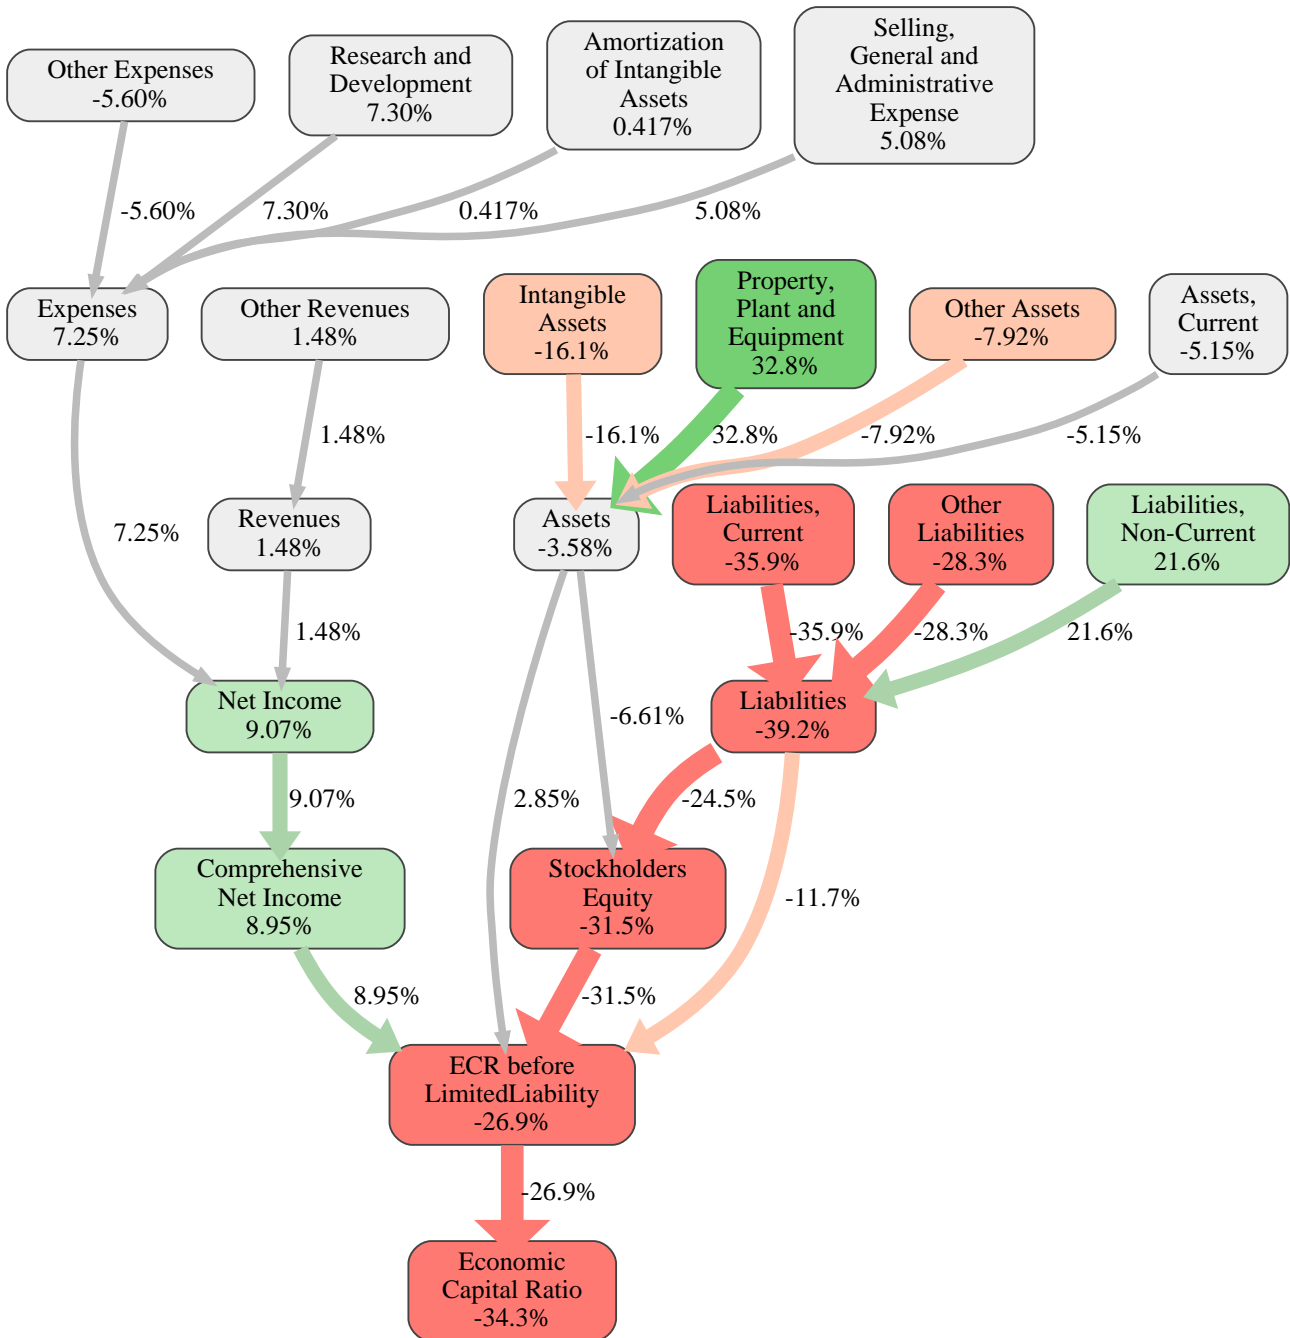 Other Expenses
-5.60%
Research and
Development
7.30%
Amortization
of Intangible
Assets
0.417%
Selling,
General and
Administrative
Expense
5.08%
-5.60%
7.30%
0.417%
5.08%
Expenses
7.25%
Other Revenues
1.48%
Intangible
Assets
-16.1%
Property,
Plant and
Equipment
32.8%
Other Assets
-7.92%
Assets,
Current
-5.15%
1.48%
-16.1%
32.8%
-7.92%
-5.15%
7.25%
Revenues
1.48%
Assets
-3.58%
Liabilities,
Current
-35.9%
Other
Liabilities
-28.3%
Liabilities,
Non-Current
21.6%
1.48%
-35.9%
-28.3%
21.6%
Net Income
9.07%
-6.61%
Liabilities
-39.2%
9.07%
2.85%
-24.5%
Comprehensive
Net Income
8.95%
Stockholders
Equity
-31.5%
-11.7%
8.95%
-31.5%
ECR before
LimitedLiability
-26.9%
-26.9%
Economic
Capital Ratio
-34.3%